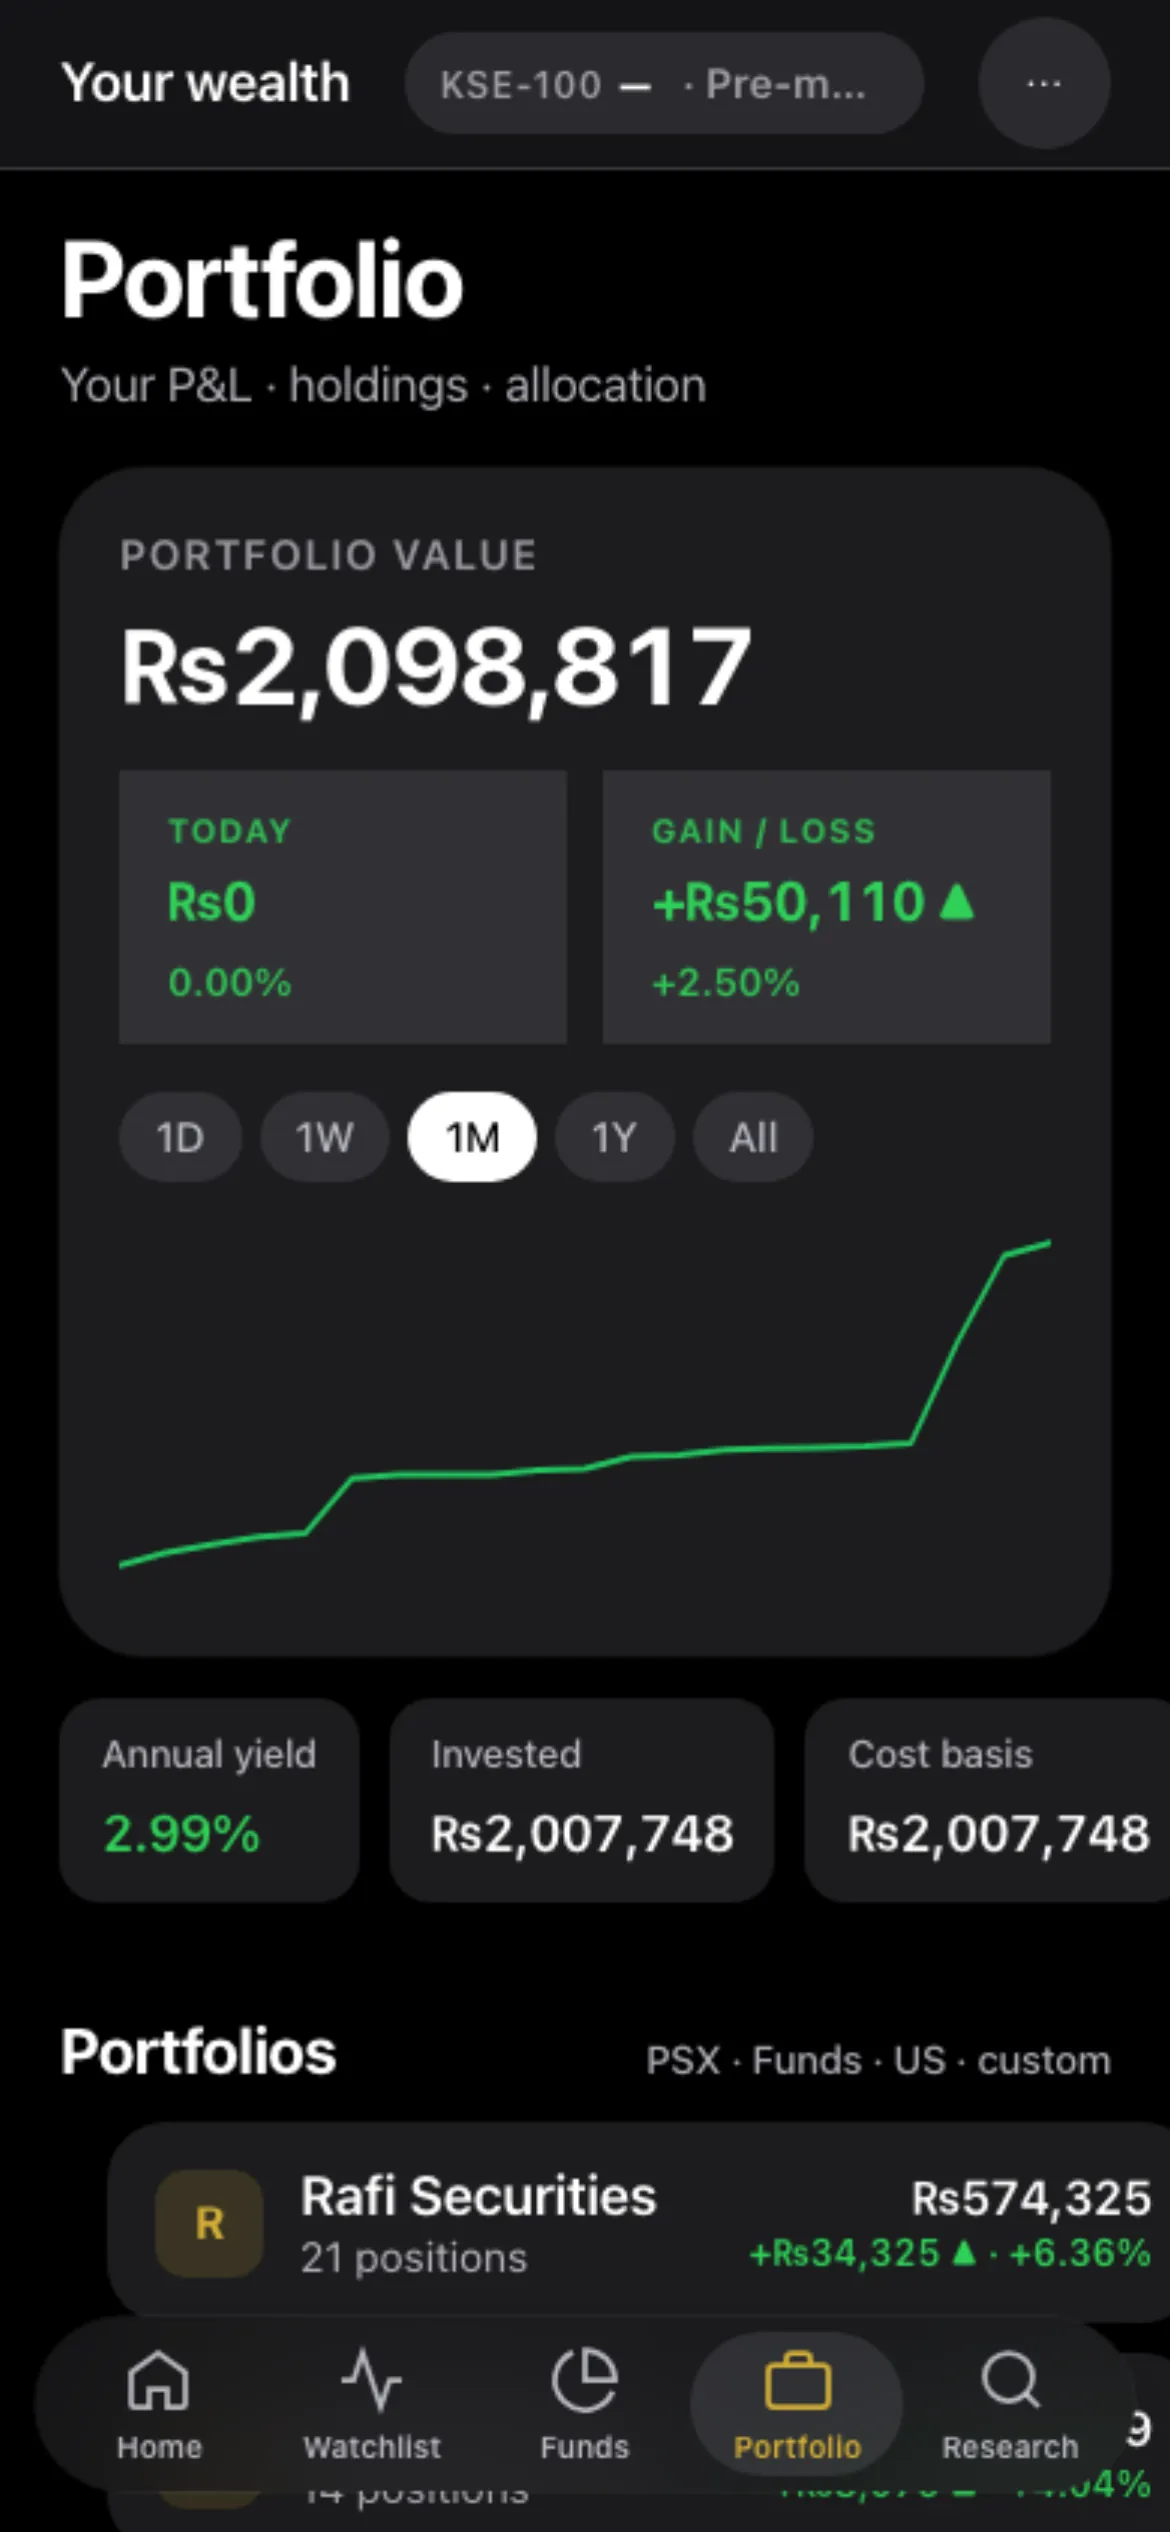 Your wealth
KSE-100 — · Pre-m...
...
Portfolio
Your P&L · holdings · allocation
PORTFOLIO VALUE
Rs2,098,817
TODAY
Rs0
0.00%
GAIN / LOSS
+Rs50,110 ▲
+2.50%
1D 1W 1M 1Y All
Annual yield
2.99%
Invested
Rs2,007,748
Cost basis
Rs2,007,748
Portfolios
PSX · Funds · US · custom
R
Rafi Securities
21 positions
Rs574,325
+Rs34,325 ▲ · +6.36%
9
14 positions
Home
Watchlist
Funds
Portfolio
Research